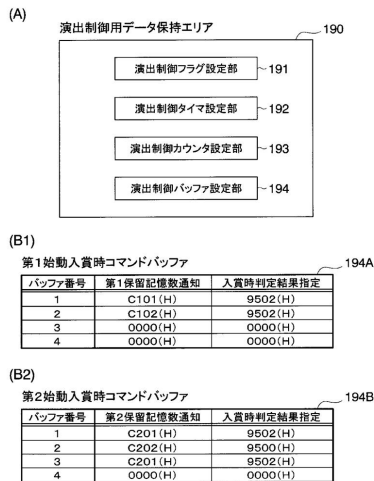 (A)
演出制御用データ保持エリア
190
演出制御フラグ設定部 191
演出制御タイマ設定部 192
演出制御カウンタ設定部 193
演出制御バッファ設定部 194
(B1)
第1始動入賞時コマンドバッファ 194A
バッファ番号 第1保留記憶数通知 入賞時判定結果指定
1 C101(H) 9502(H)
2 C102(H) 9502(H)
3 0000(H) 0000(H)
4 0000(H) 0000(H)
(B2)
第2始動入賞時コマンドバッファ 194B
バッファ番号 第2保留記憶数通知 入賞時判定結果指定
1 C201(H) 9502(H)
2 C202(H) 9500(H)
3 C201(H) 9502(H)
4 0000(H) 0000(H)